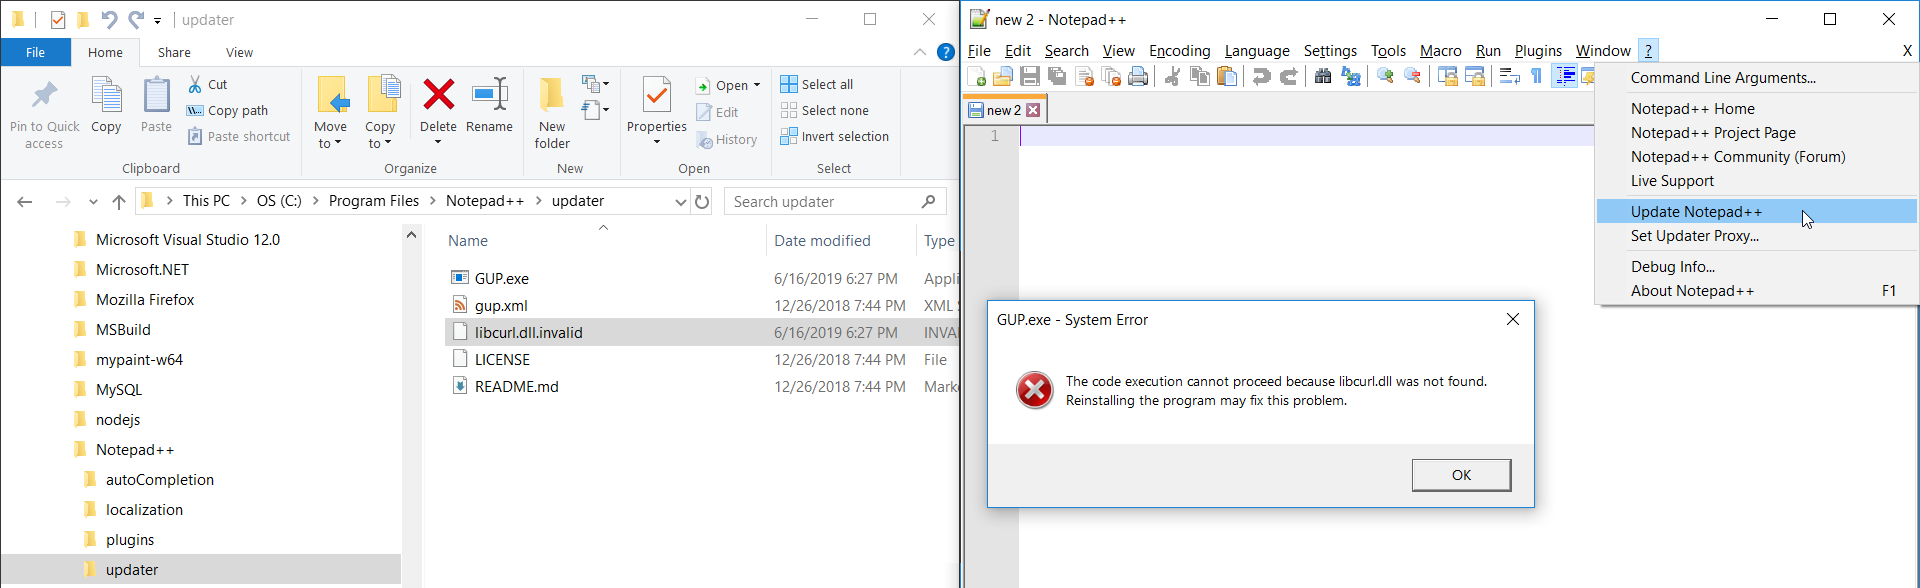 updater
File Home Share View
Pin to Quick access
Copy
Paste
Cut
Copy path
Paste shortcut
Clipboard
Move to
Copy to
Delete
Rename
Organize
New folder
New
Properties
Open
Edit
History
Open
Select all
Select none
Invert selection
Select
This PC > OS (C:) > Program Files > Notepad++ > updater
Search updater
Microsoft Visual Studio 12.0
Microsoft.NET
Mozilla Firefox
MSBuild
mypaint-w64
MySQL
nodejs
Notepad++
autoCompletion
localization
plugins
updater
Name Date modified Type
GUP.exe 6/16/2019 6:27 PM Appli
gup.xml 12/26/2018 7:44 PM XML S
libcurl.dll.invalid 6/16/2019 6:27 PM INVA
LICENSE 12/26/2018 7:44 PM File
README.md 12/26/2018 7:44 PM Mark
new 2 - Notepad++
File Edit Search View Encoding Language Settings Tools Macro Run Plugins Window ? X
new 2
1
Command Line Arguments...
Notepad++ Home
Notepad++ Project Page
Notepad++ Community (Forum)
Live Support
Update Notepad++
Set Updater Proxy...
Debug Info...
About Notepad++ F1
GUP.exe - System Error
The code execution cannot proceed because libcurl.dll was not found.
Reinstalling the program may fix this problem.
OK